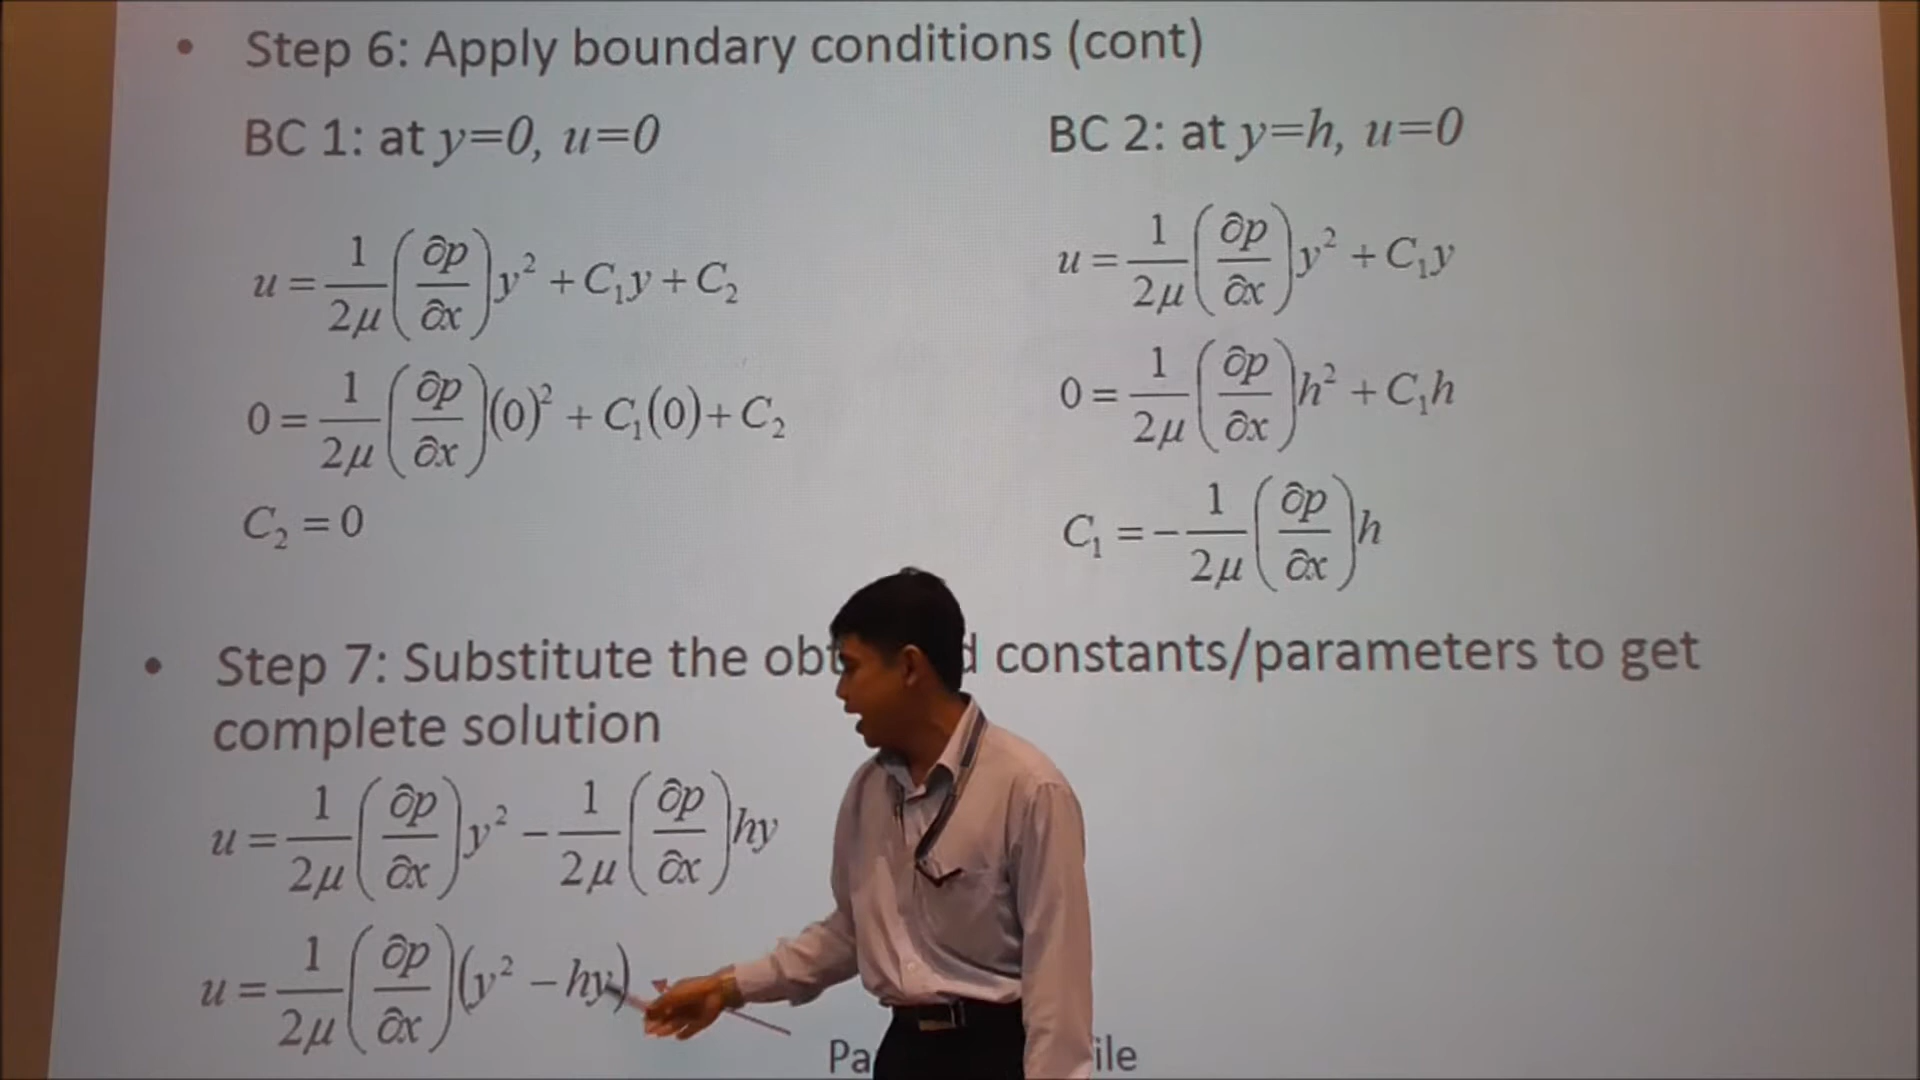 • Step 6: Apply boundary conditions (cont)
BC 1: at y=0, u=0
u = 1/2μ (∂p/∂x) y² + C₁y + C₂
0 = 1/2μ (∂p/∂x) (0)² + C₁(0) + C₂
C₂ = 0
BC 2: at y=h, u=0
u = 1/2μ (∂p/∂x) y² + C₁y
0 = 1/2μ (∂p/∂x) h² + C₁h
C₁ = − 1/2μ (∂p/∂x) h
• Step 7: Substitute the constants/parameters to get
complete solution
u = 1/2μ (∂p/∂x) y² − 1/2μ (∂p/∂x) hy
u = 1/2μ (∂p/∂x) (y² − hy)